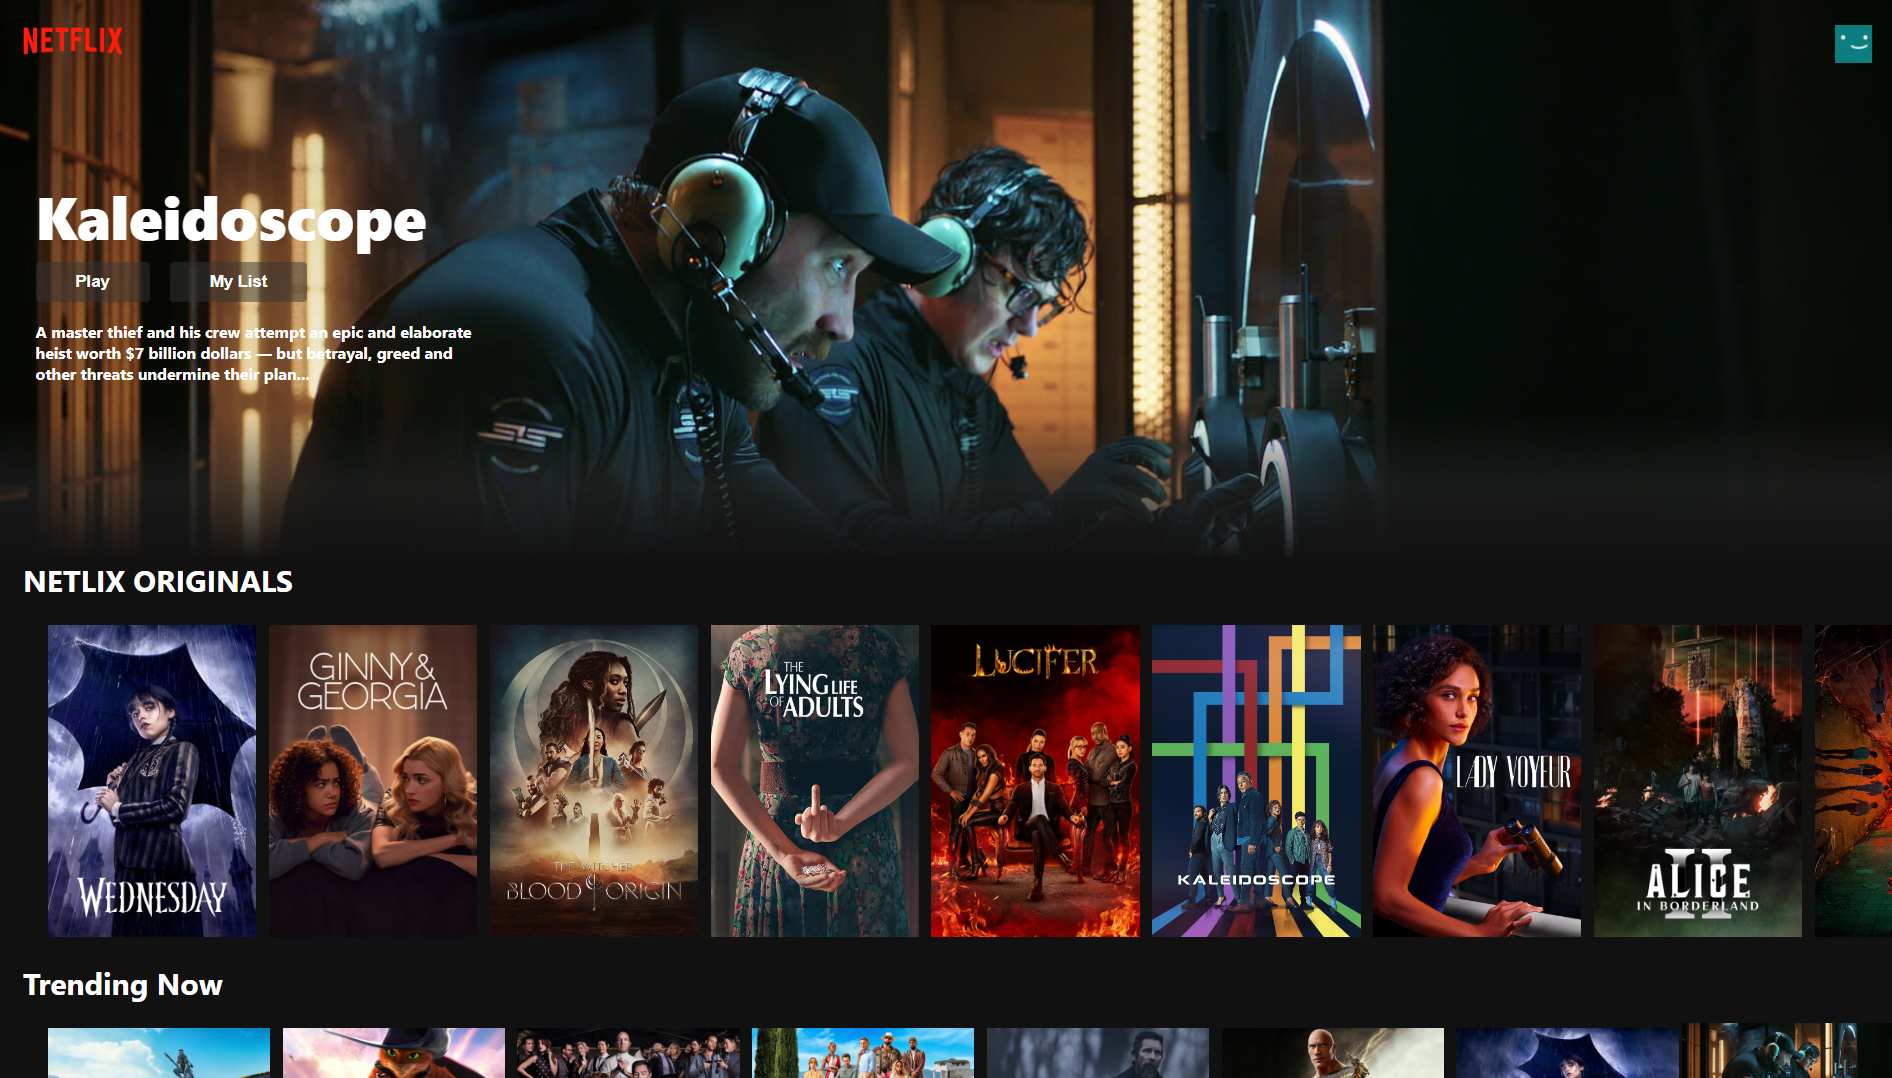 NETFLIX
Kaleidoscope
Play
My List
A master thief and his crew attempt an epic and elaborate
heist worth $7 billion dollars — but betrayal, greed and
other threats undermine their plan...
NETLIX ORIGINALS
WEDNESDAY
GINNY &
GEORGIA
THE WITCHER
BLOOD ORIGIN
THE
LYING LIFE
OF ADULTS
LUCIFER
KALEIDOSCOPE
LADY VOYEUR
II
ALICE
IN BORDERLAND
Trending Now